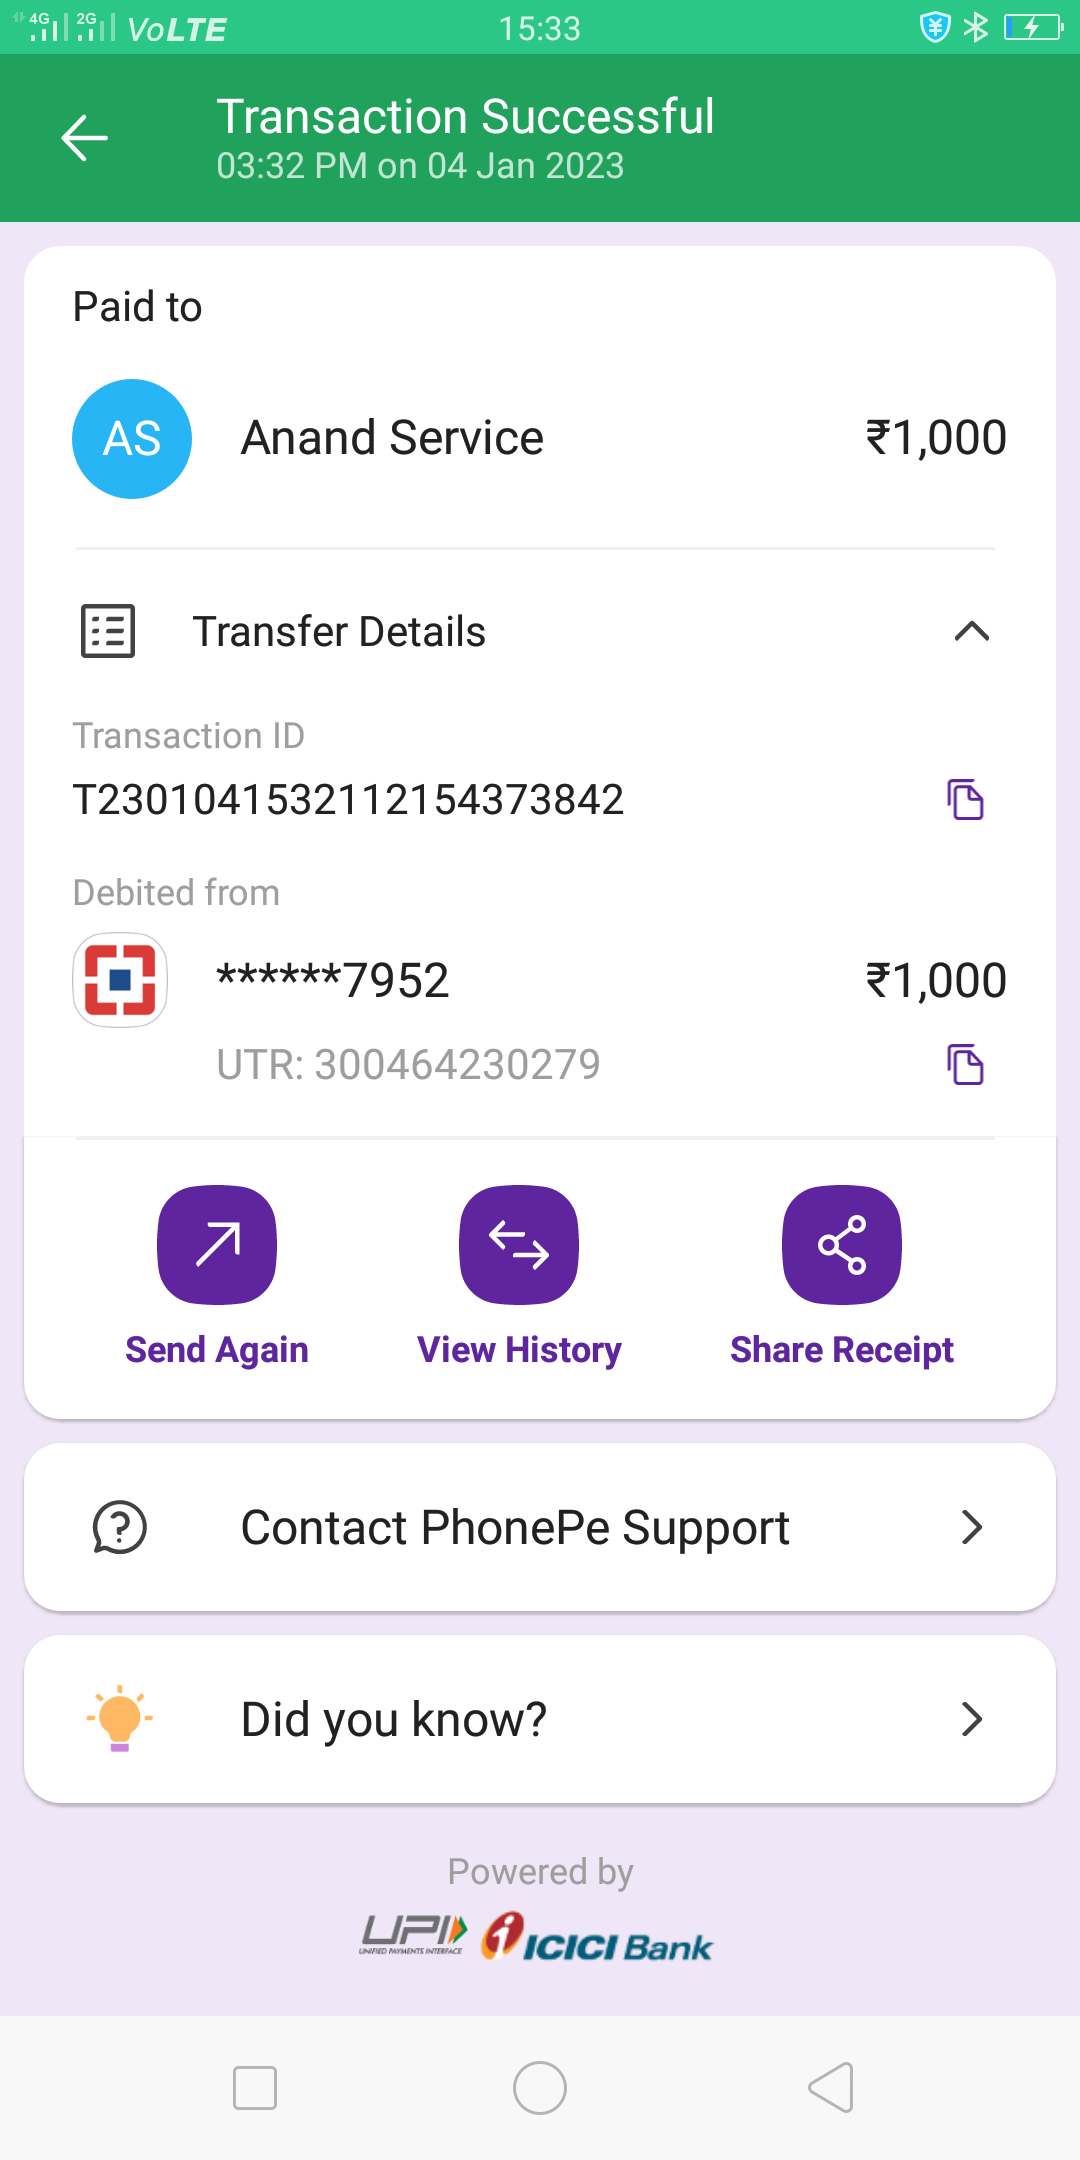 4G 2G VoLTE 15:33
Transaction Successful
03:32 PM on 04 Jan 2023
Paid to
AS Anand Service ₹1,000
Transfer Details
Transaction ID
T2301041532112154373842
Debited from
******7952 ₹1,000
UTR: 300464230279
Send Again View History Share Receipt
Contact PhonePe Support
Did you know?
Powered by
UPI ICICI Bank
UNIFIED PAYMENTS INTERFACE